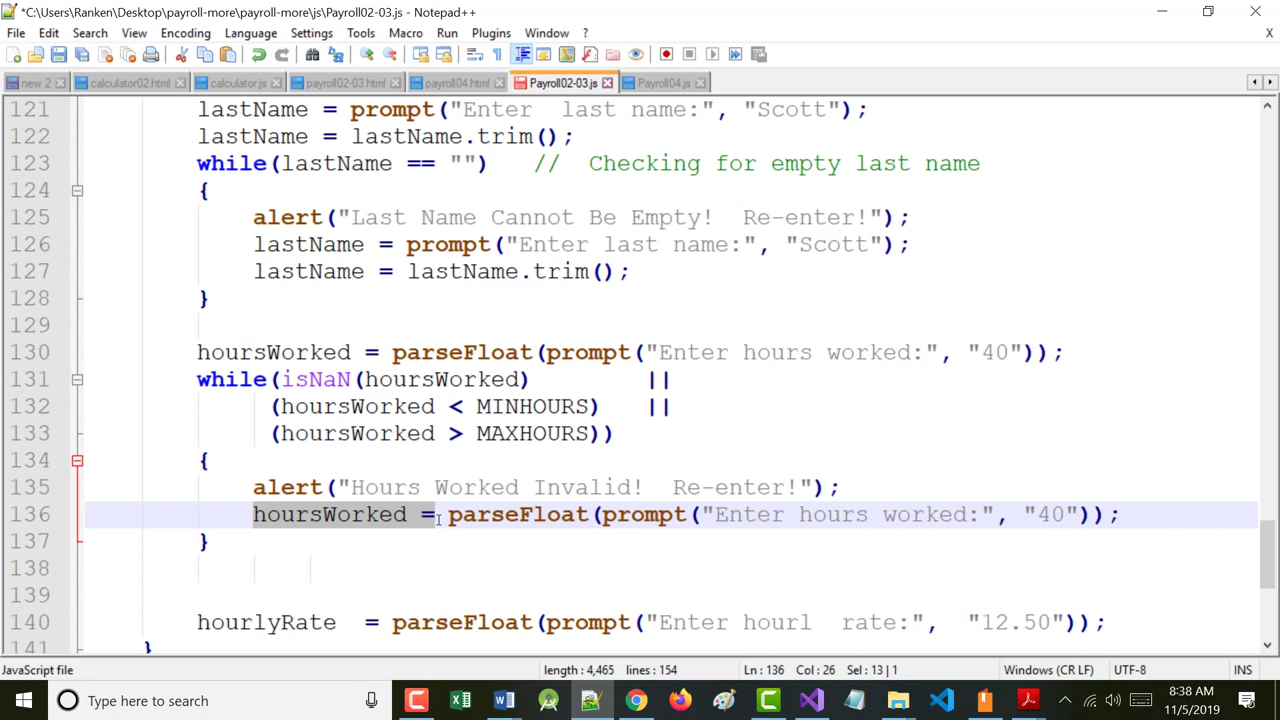 *C:\Users\Ranken\Desktop\payroll-more\payroll-more\js\Payroll02-03.js - Notepad++
File Edit Search View Encoding Language Settings Tools Macro Run Plugins Window ? X
new 2 calculator02.html calculator.js payroll02-03.html payroll04.html Payroll02-03.js Payroll04.js
121 lastName = prompt("Enter  last name:", "Scott");
122 lastName = lastName.trim();
123 while(lastName == "")   //  Checking for empty last name
124 {
125 alert("Last Name Cannot Be Empty!  Re-enter!");
126 lastName = prompt("Enter last name:", "Scott");
127 lastName = lastName.trim();
128 }
129
130 hoursWorked = parseFloat(prompt("Enter hours worked:", "40"));
131 while(isNaN(hoursWorked)        ||
132 (hoursWorked < MINHOURS)   ||
133 (hoursWorked > MAXHOURS))
134 {
135 alert("Hours Worked Invalid!  Re-enter!");
136 hoursWorked = parseFloat(prompt("Enter hours worked:", "40"));
137 }
138
139
140 hourlyRate  = parseFloat(prompt("Enter hourl  rate:",  "12.50"));
141 }
JavaScript file length : 4,465 lines : 154 Ln : 136 Col : 26 Sel : 13 | 1 Windows (CR LF) UTF-8 INS
Type here to search 8:38 AM
11/5/2019